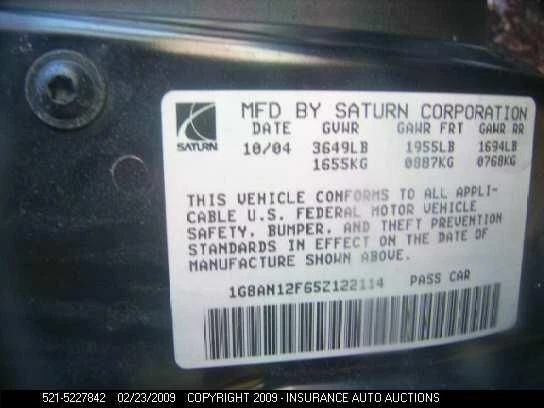 MFD BY SATURN CORPORATION
SATURN
DATE GVWR GAWR FRT GAWR RR
10/04 3649LB 1955LB 1694LB
1655KG 0887KG 0768KG
THIS VEHICLE CONFORMS TO ALL APPLI-
CABLE U.S. FEDERAL MOTOR VEHICLE
SAFETY, BUMPER, AND THEFT PREVENTION
STANDARDS IN EFFECT ON THE DATE OF
MANUFACTURE SHOWN ABOVE.
1G8AN12F65Z122114 PASS CAR
521-5227842 02/23/2009 COPYRIGHT 2009 - INSURANCE AUTO AUCTIONS